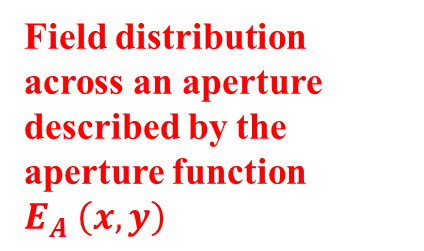 Field distribution
across an aperture
described by the
aperture function
E_A (x, y)